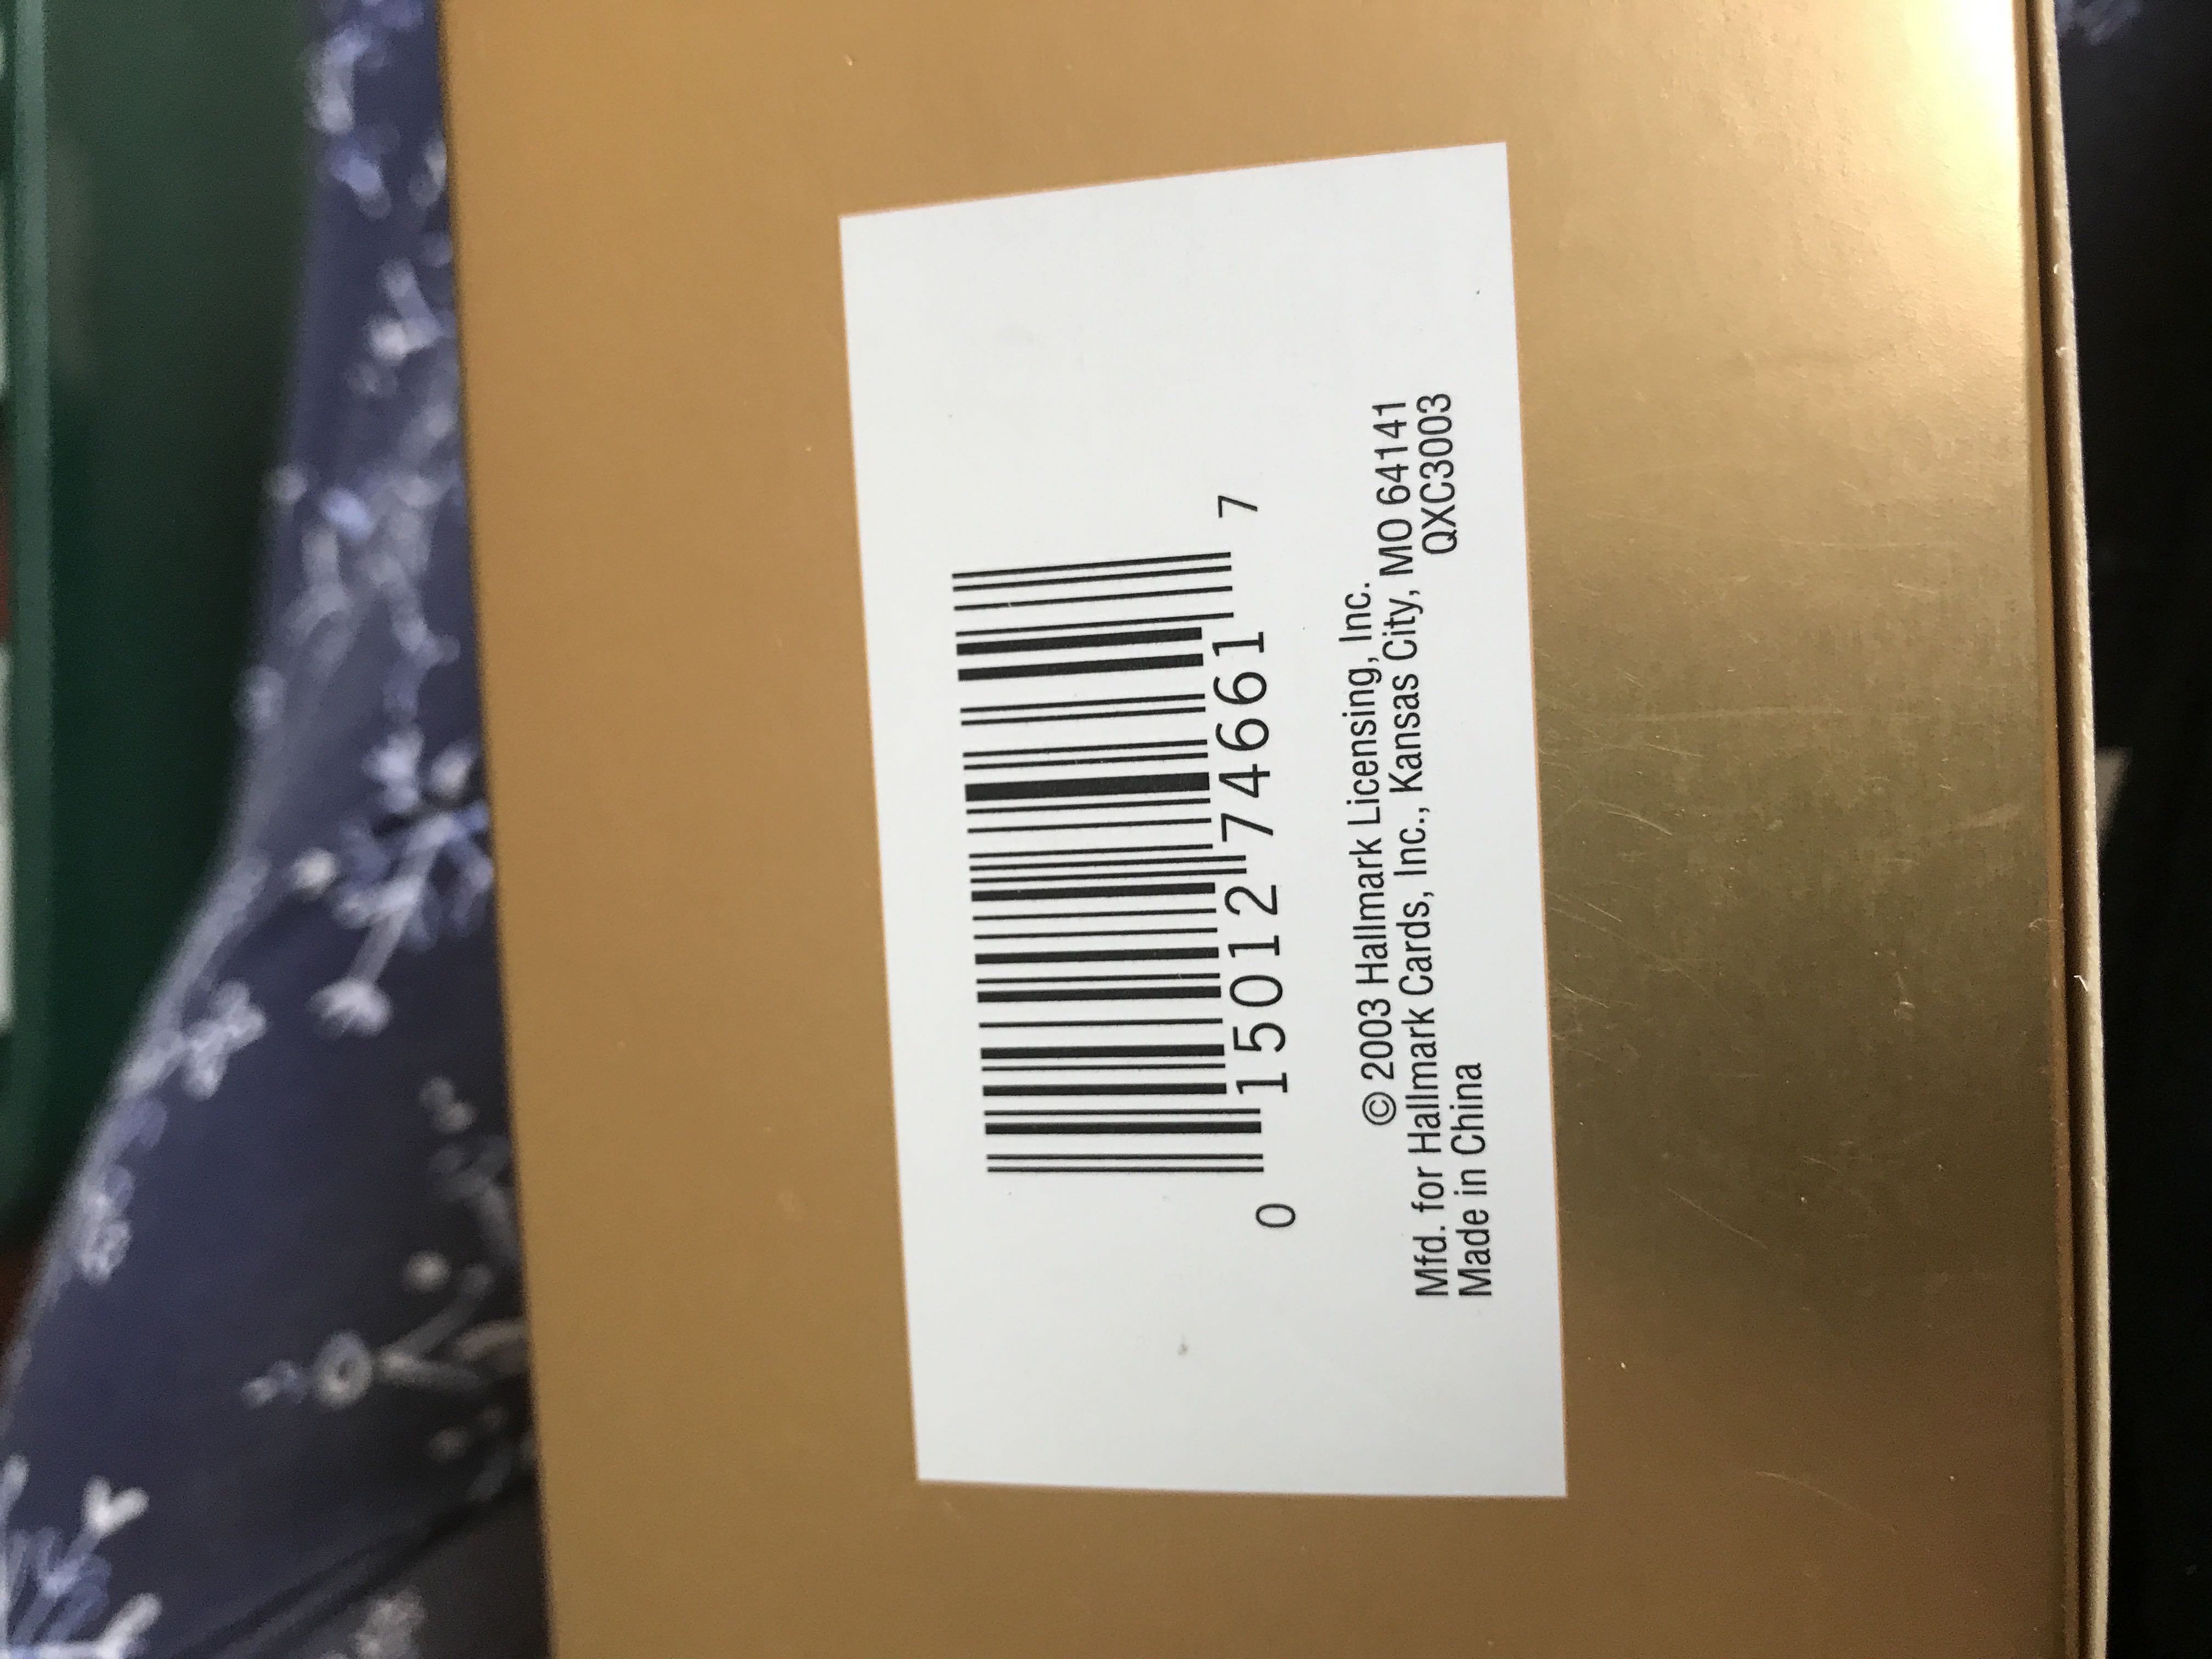 0 15012 74661 7
© 2003 Hallmark Licensing, Inc.
Mfd. for Hallmark Cards, Inc., Kansas City, MO 64141
Made in China QXC3003